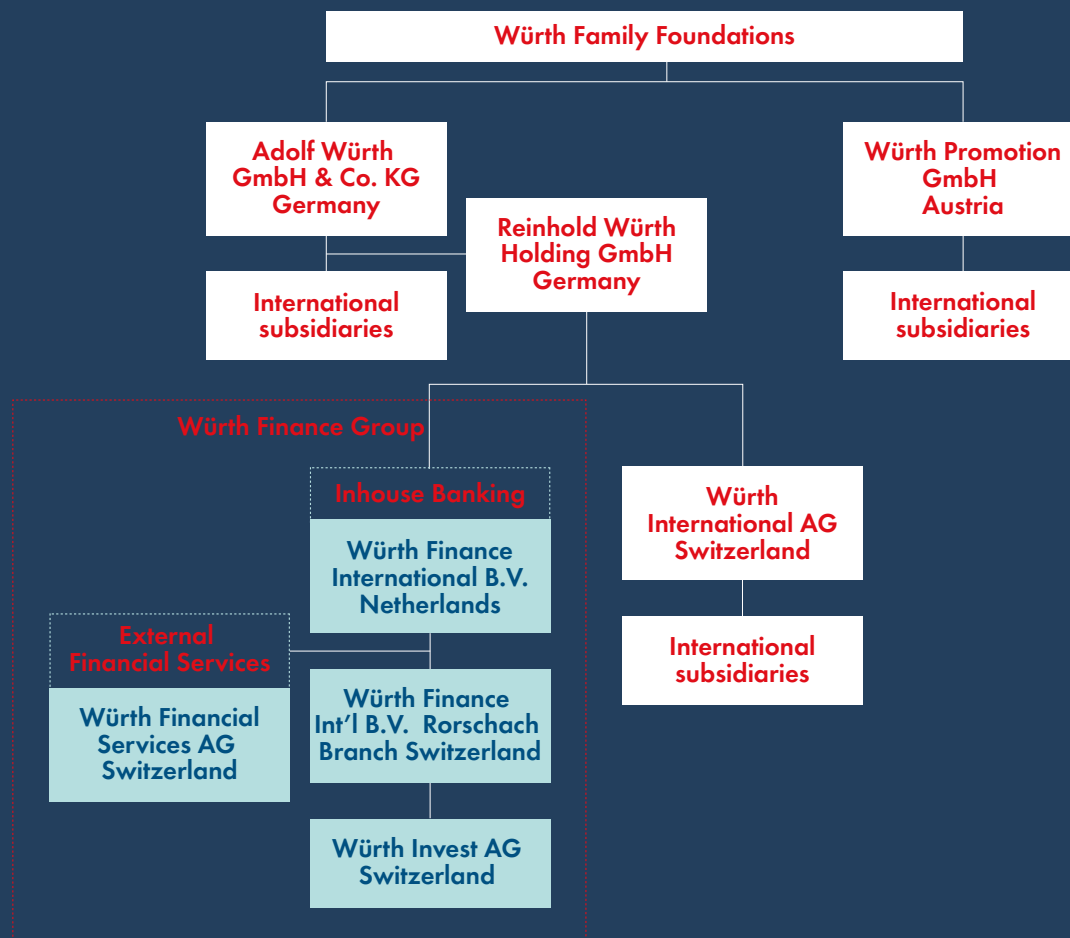 Würth Family Foundations
Adolf Würth
GmbH & Co. KG
Germany
Würth Promotion
GmbH
Austria
Reinhold Würth
Holding GmbH
Germany
International
subsidiaries
International
subsidiaries
Würth Finance Group
Inhouse Banking
Würth Finance
International B.V.
Netherlands
Würth
International AG
Switzerland
External
Financial Services
Würth Financial
Services AG
Switzerland
Würth Finance
Int’l B.V. Rorschach
Branch Switzerland
International
subsidiaries
Würth Invest AG
Switzerland